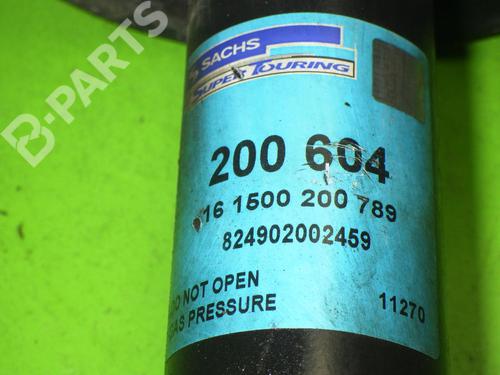 B-PARTS
SACHS
SUPER TOURING
200 604
16 1500 200 789
824902002459
DO NOT OPEN
GAS PRESSURE
11270